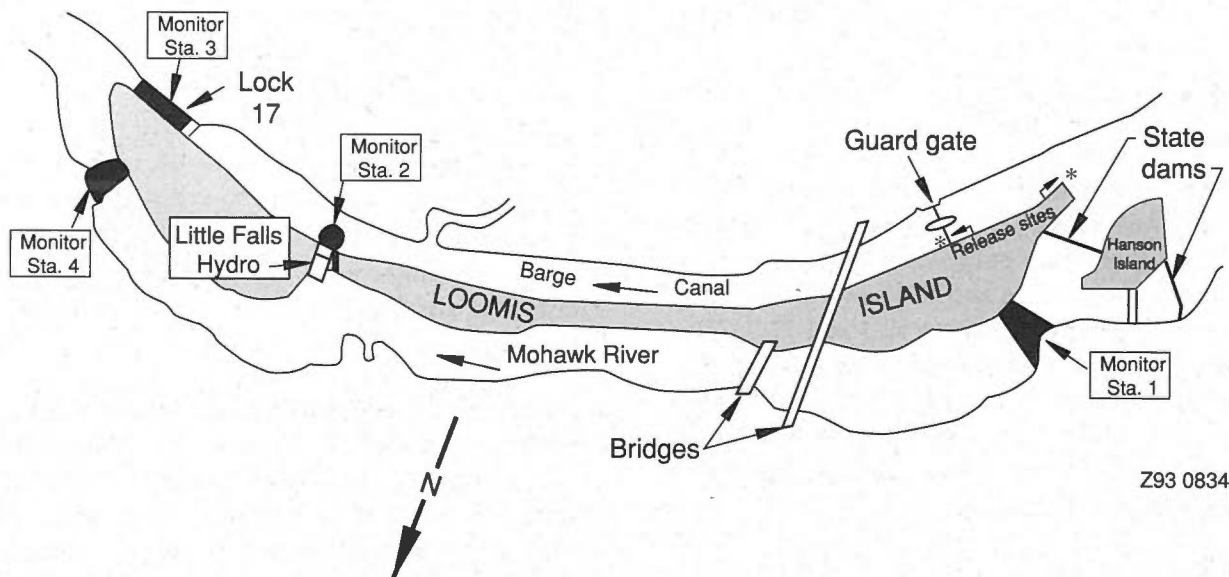 Monitor
Sta. 3
Lock
17
Monitor
Sta. 2
Guard gate
State
dams
*
*
Release sites
Hanson
Island
Monitor
Sta. 4
Little Falls
Hydro
Barge
Canal
LOOMIS
ISLAND
Mohawk River
Monitor
Sta. 1
Bridges
N
Z93 0834